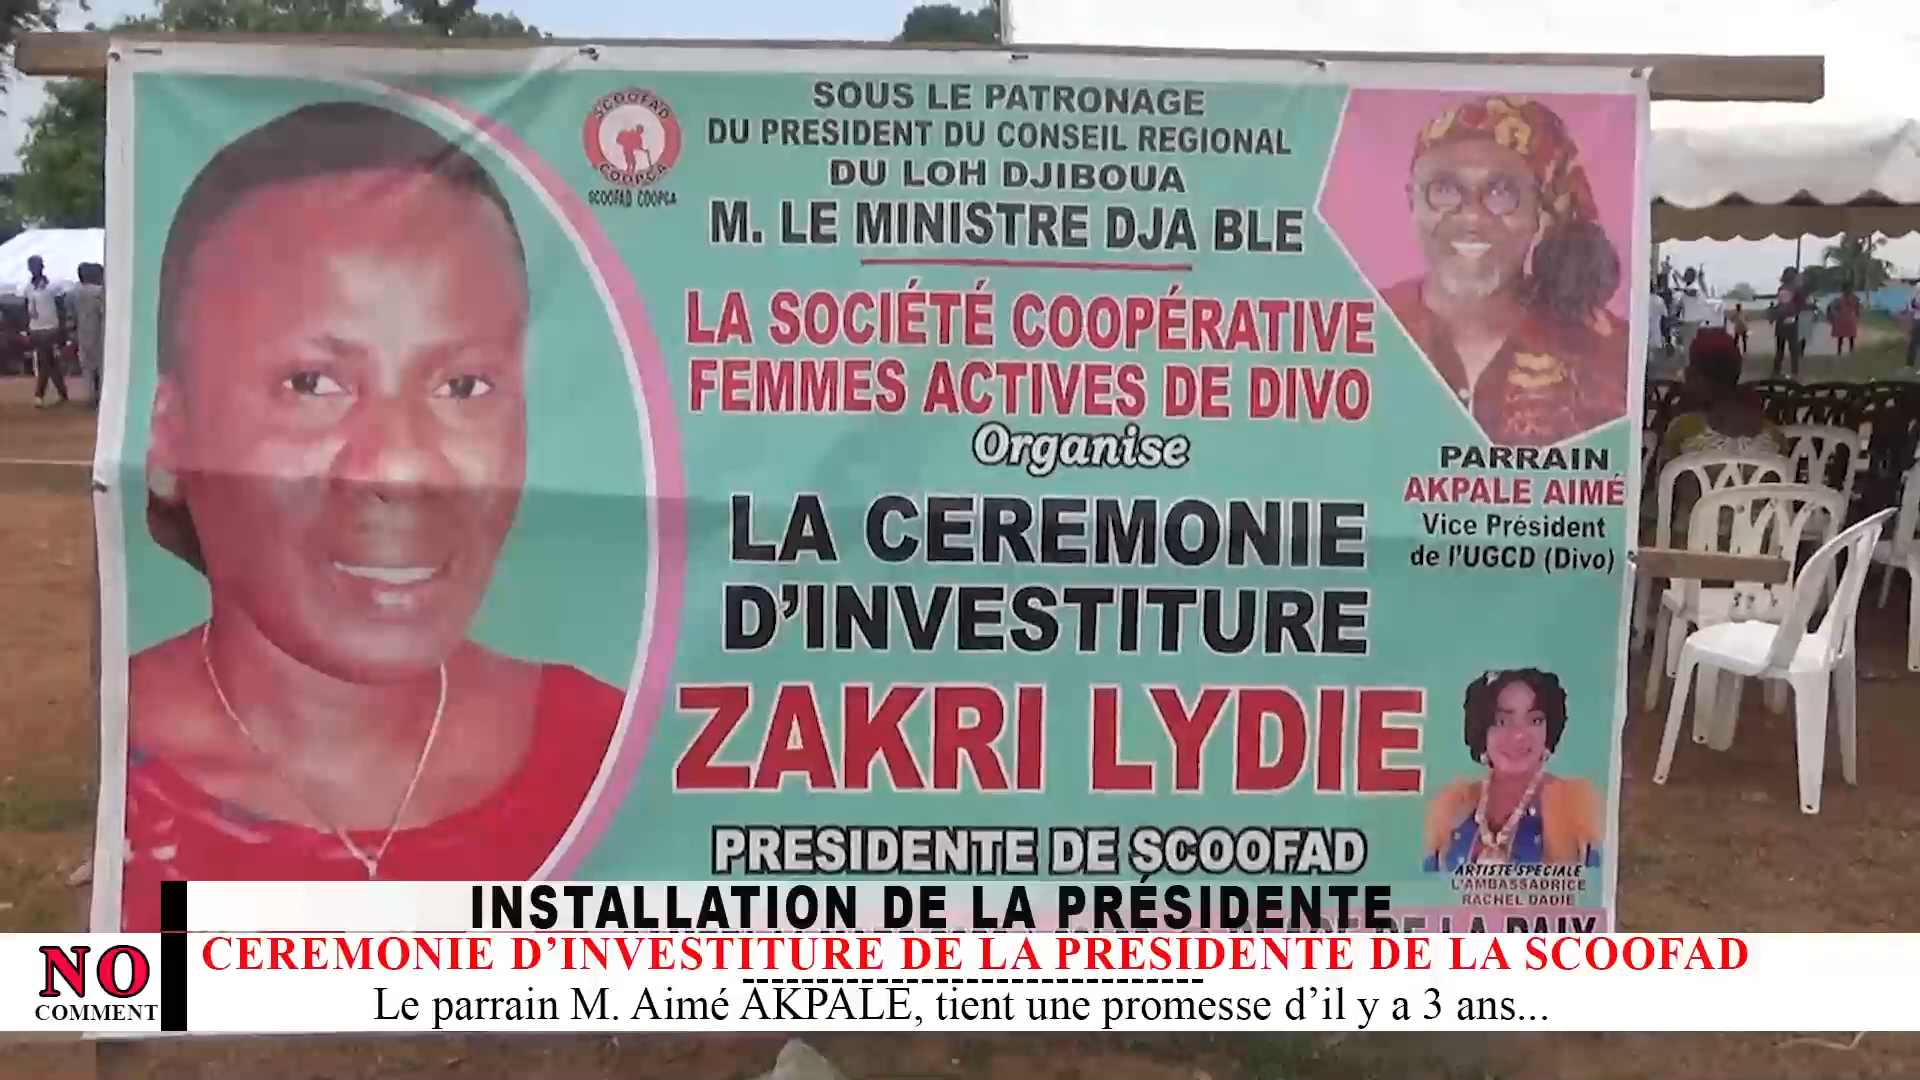 SCOOFAD
COOPCA
SCOOFAD COOPCA
SOUS LE PATRONAGE
DU PRESIDENT DU CONSEIL REGIONAL
DU LOH DJIBOUA
M. LE MINISTRE DJA BLE
LA SOCIÉTÉ COOPÉRATIVE
FEMMES ACTIVES DE DIVO
Organise
LA CEREMONIE
D'INVESTITURE
ZAKRI LYDIE
PRESIDENTE DE SCOOFAD
PARRAIN
AKPALE AIMÉ
Vice Président
de l'UGCD (Divo)
ARTISTE SPECIALE
L'AMBASSADRICE
RACHEL DADIE
DE LA PAIX
INSTALLATION DE LA PRÉSIDENTE
NO
COMMENT
CEREMONIE D'INVESTITURE DE LA PRESIDENTE DE LA SCOOFAD
Le parrain M. Aimé AKPALE, tient une promesse d'il y a 3 ans...